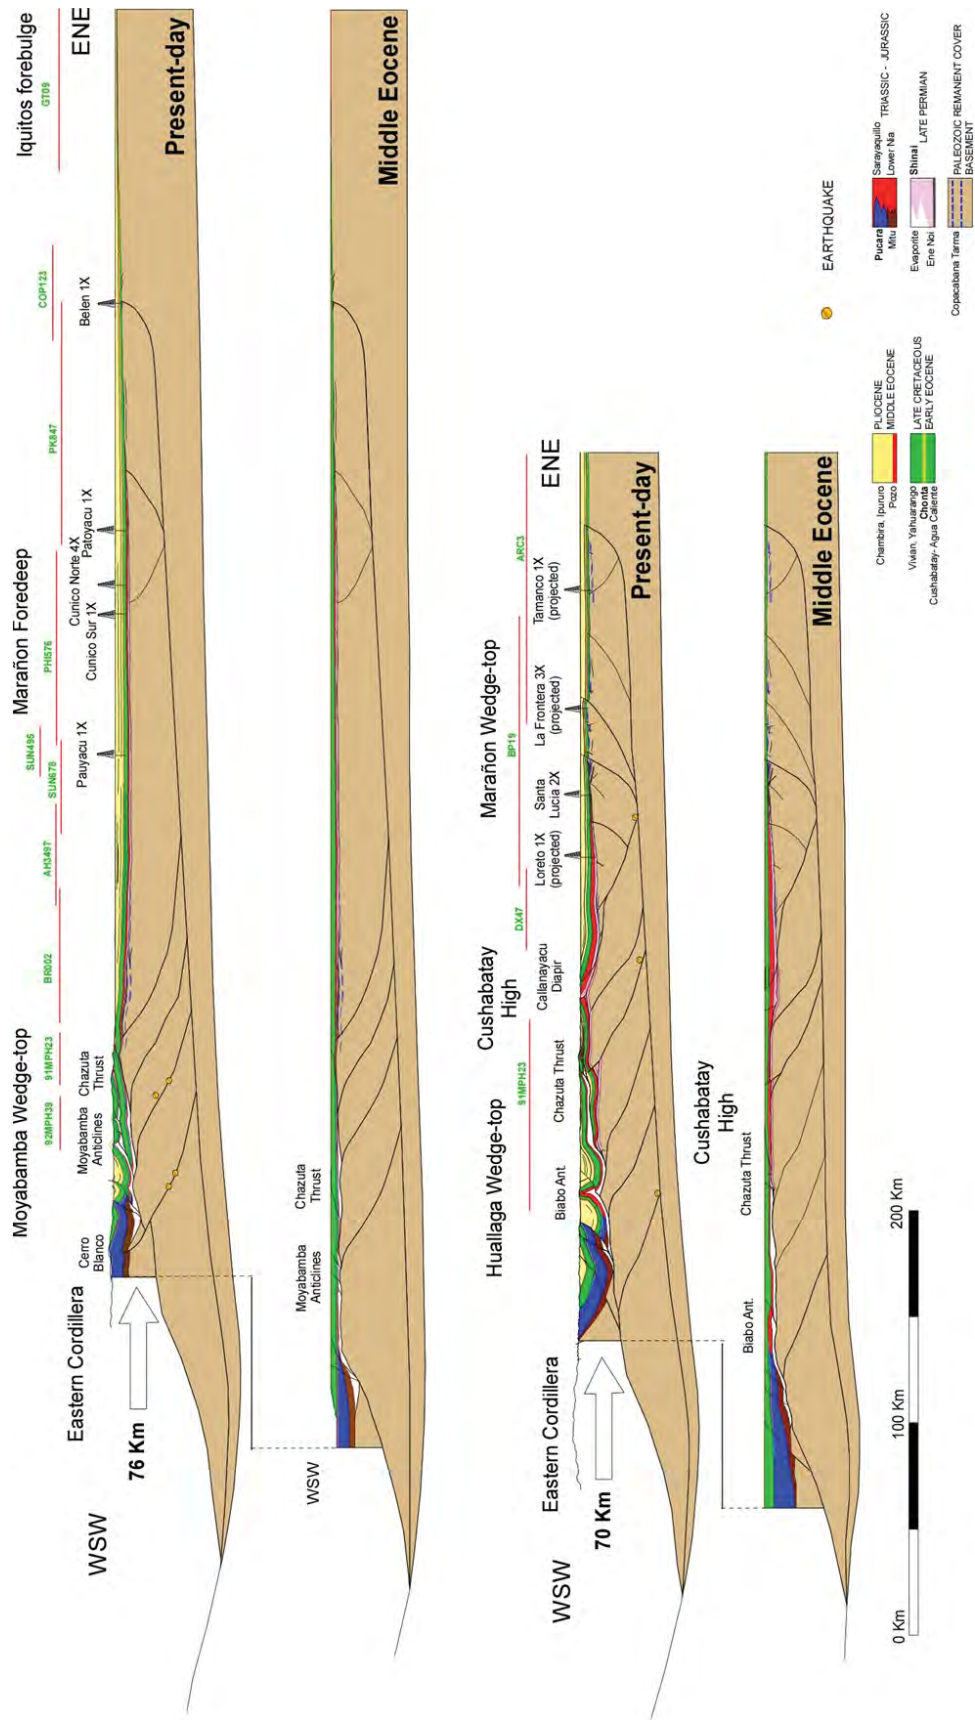 Moyabamba Wedge-top
Marañon Foredeep
Iquitos forebulge
92MPH39
91MPH23
BR002
AH3497
SUN678
SUN496
PHI576
PK847
COP123
GT09
WSW
Eastern Cordillera
Cerro
Blanco
Moyabamba
Anticlines
Chazuta
Thrust
Pauyacu 1X
Cunico Sur 1X
Cunico Norte 4X
Patoyacu 1X
Belen 1X
ENE
76 Km
Present-day
WSW
Moyabamba
Anticlines
Chazuta
Thrust
Middle Eocene
Huallaga Wedge-top
Cushabatay
High
Marañon Wedge-top
91MPH23
DX47
BP19
ARC3
WSW
Eastern Cordillera
Biabo Ant.
Chazuta Thrust
Callanayacu
Diapir
Loreto 1X
(projected)
Santa
Lucia 2X
La Frontera 3X
(projected)
Tamanco 1X
(projected)
ENE
70 Km
Present-day
Cushabatay
High
Biabo Ant.
Chazuta Thrust
Middle Eocene
0 Km
100 Km
200 Km
EARTHQUAKE
Chambira, Ipururo
Pozo
PLIOCENE
MIDDLE EOCENE
Vivian, Yahuarango
Chonta
Cushabatay- Agua Caliente
LATE CRETACEOUS
EARLY EOCENE
Pucara
Mitu
Sarayaquillo
Lower Nia
TRIASSIC - JURASSIC
Evaporite
Ene Noi
Shinai
LATE PERMIAN
Copacabana Tarma
PALEOZOIC REMANENT COVER
BASEMENT